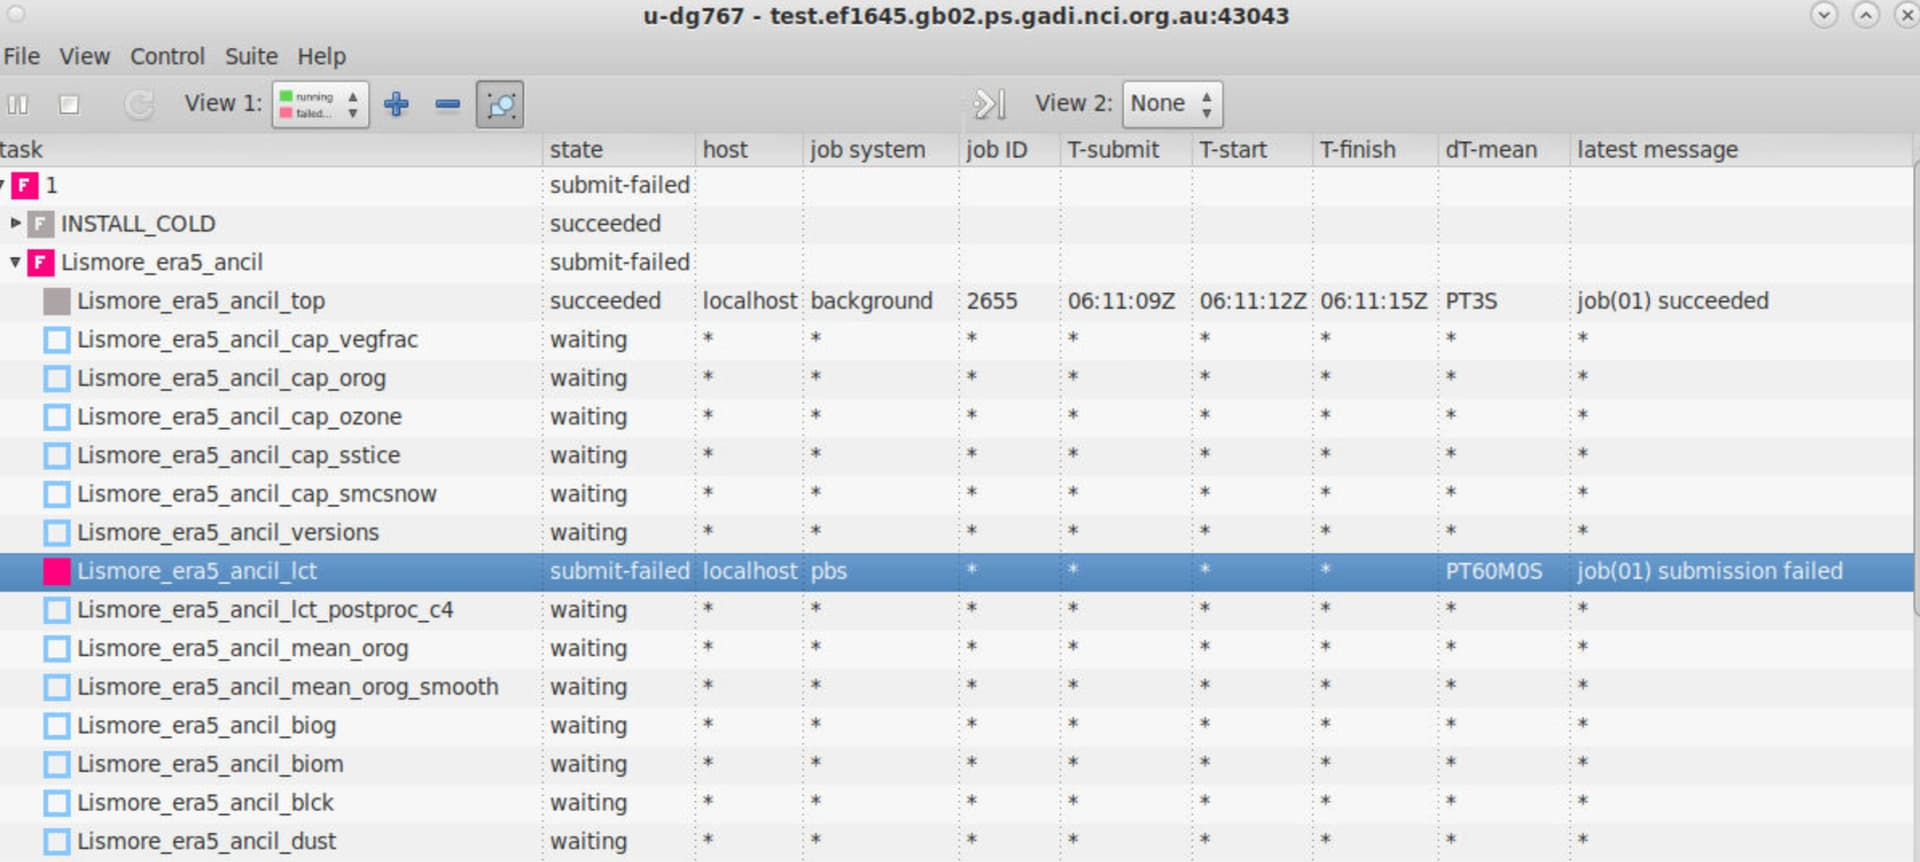 u-dg767 - test.ef1645.gb02.ps.gadi.nci.org.au:43043
File View Control Suite Help
View 1: running failed... View 2: None
task state host job system job ID T-submit T-start T-finish dT-mean latest message
F 1 submit-failed
F INSTALL_COLD succeeded
F Lismore_era5_ancil submit-failed
Lismore_era5_ancil_top succeeded localhost background 2655 06:11:09Z 06:11:12Z 06:11:15Z PT3S job(01) succeeded
Lismore_era5_ancil_cap_vegfrac waiting * * * * * * * *
Lismore_era5_ancil_cap_orog waiting * * * * * * * *
Lismore_era5_ancil_cap_ozone waiting * * * * * * * *
Lismore_era5_ancil_cap_sstice waiting * * * * * * * *
Lismore_era5_ancil_cap_smcsnow waiting * * * * * * * *
Lismore_era5_ancil_versions waiting * * * * * * * *
Lismore_era5_ancil_lct submit-failed localhost pbs * * * * PT60M0S job(01) submission failed
Lismore_era5_ancil_lct_postproc_c4 waiting * * * * * * * *
Lismore_era5_ancil_mean_orog waiting * * * * * * * *
Lismore_era5_ancil_mean_orog_smooth waiting * * * * * * * *
Lismore_era5_ancil_biog waiting * * * * * * * *
Lismore_era5_ancil_biom waiting * * * * * * * *
Lismore_era5_ancil_blck waiting * * * * * * * *
Lismore_era5_ancil_dust waiting * * * * * * * *